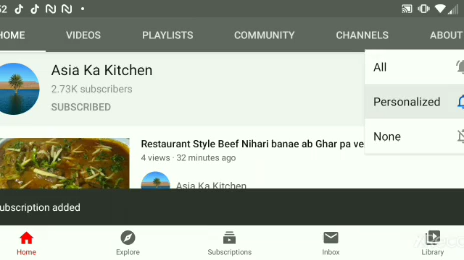 52
HOME VIDEOS PLAYLISTS COMMUNITY CHANNELS ABOUT
Asia Ka Kitchen
2.73K subscribers
SUBSCRIBED
All
Personalized
None
Restaurant Style Beef Nihari banae ab Ghar pa ve
4 views · 32 minutes ago
Asia Ka Kitchen
ubscription added
Home Explore Subscriptions Inbox Library